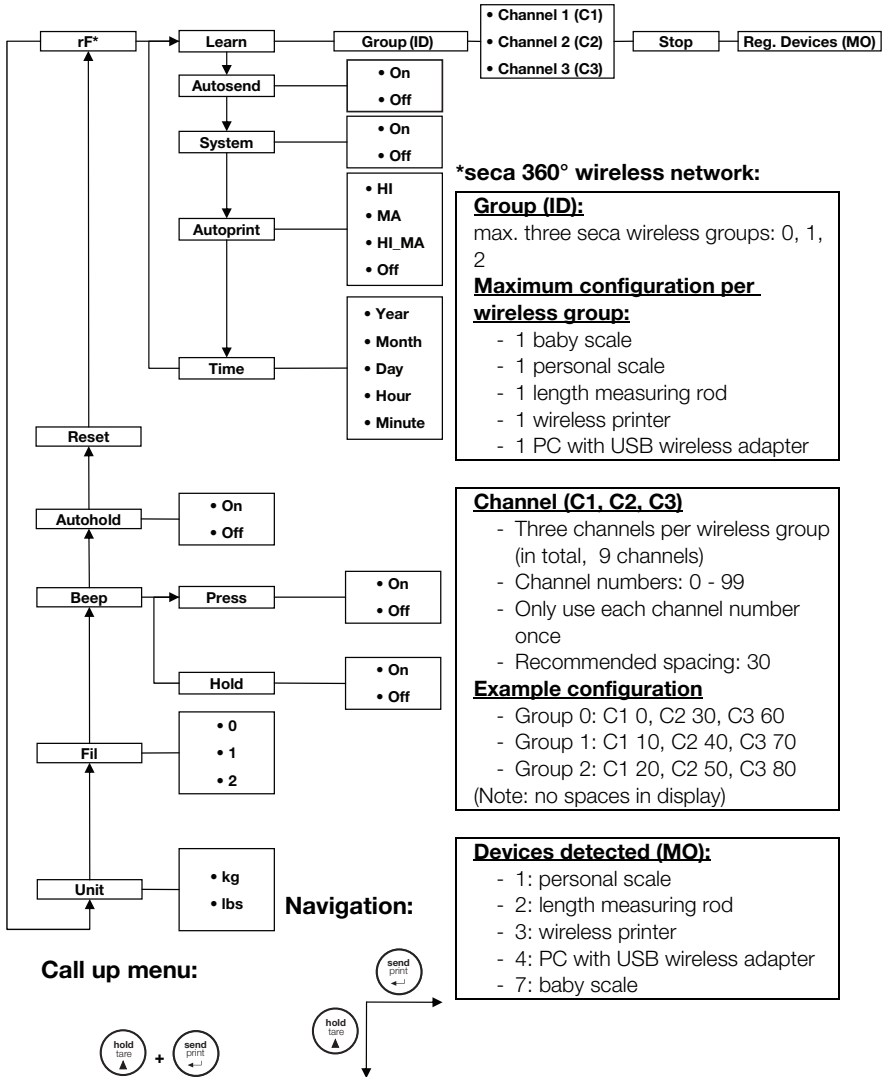 rF*
Learn
Group (ID)
• Channel 1 (C1)
• Channel 2 (C2)
• Channel 3 (C3)
Stop
Reg. Devices (MO)
Autosend
• On
• Off
System
• On
• Off
Autoprint
• HI
• MA
• HI_MA
• Off
Time
• Year
• Month
• Day
• Hour
• Minute
Reset
Autohold
• On
• Off
Beep
Press
• On
• Off
Hold
• On
• Off
Fil
• 0
• 1
• 2
Unit
• kg
• lbs
*seca 360° wireless network:
Group (ID):
max. three seca wireless groups: 0, 1,
2
Maximum configuration per
wireless group:
- 1 baby scale
- 1 personal scale
- 1 length measuring rod
- 1 wireless printer
- 1 PC with USB wireless adapter
Channel (C1, C2, C3)
- Three channels per wireless group
(in total, 9 channels)
- Channel numbers: 0 - 99
- Only use each channel number
once
- Recommended spacing: 30
Example configuration
- Group 0: C1 0, C2 30, C3 60
- Group 1: C1 10, C2 40, C3 70
- Group 2: C1 20, C2 50, C3 80
(Note: no spaces in display)
Devices detected (MO):
- 1: personal scale
- 2: length measuring rod
- 3: wireless printer
- 4: PC with USB wireless adapter
- 7: baby scale
Navigation:
send
print
hold
tare
Call up menu:
hold
tare
+
send
print